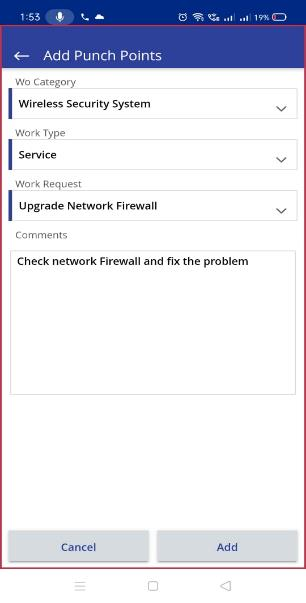 1:53 19%
Add Punch Points
Wo Category
Wireless Security System
Work Type
Service
Work Request
Upgrade Network Firewall
Comments
Check network Firewall and fix the problem
Cancel Add